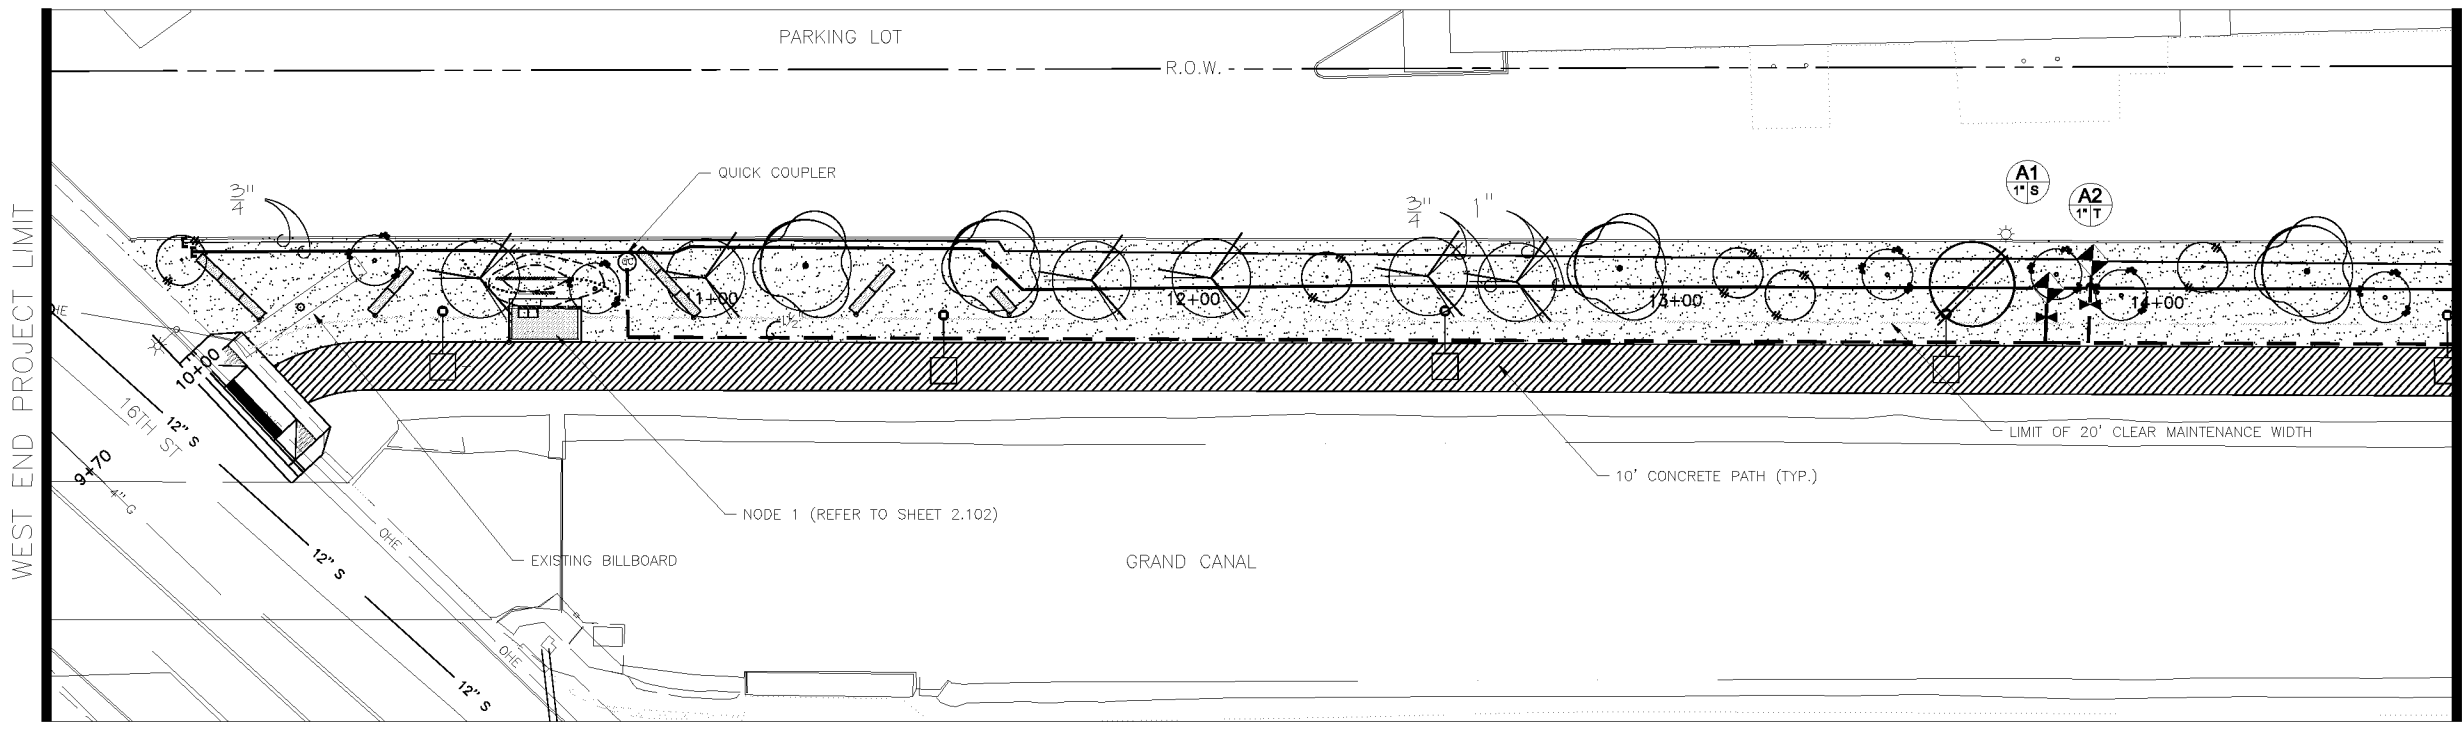 PARKING LOT
R.O.W.
WEST END PROJECT LIMIT
QUICK COUPLER
3/4"
3/4"
1"
A1
1" S
A2
1" T
E
E
QC
11+00
12+00
13+00
14+00
1½"
OHE
10+00
16TH ST
12" S
9+70
4" G
12" S
12" S
OHE
OHE
LIMIT OF 20' CLEAR MAINTENANCE WIDTH
10' CONCRETE PATH (TYP.)
NODE 1 (REFER TO SHEET 2.102)
EXISTING BILLBOARD
GRAND CANAL